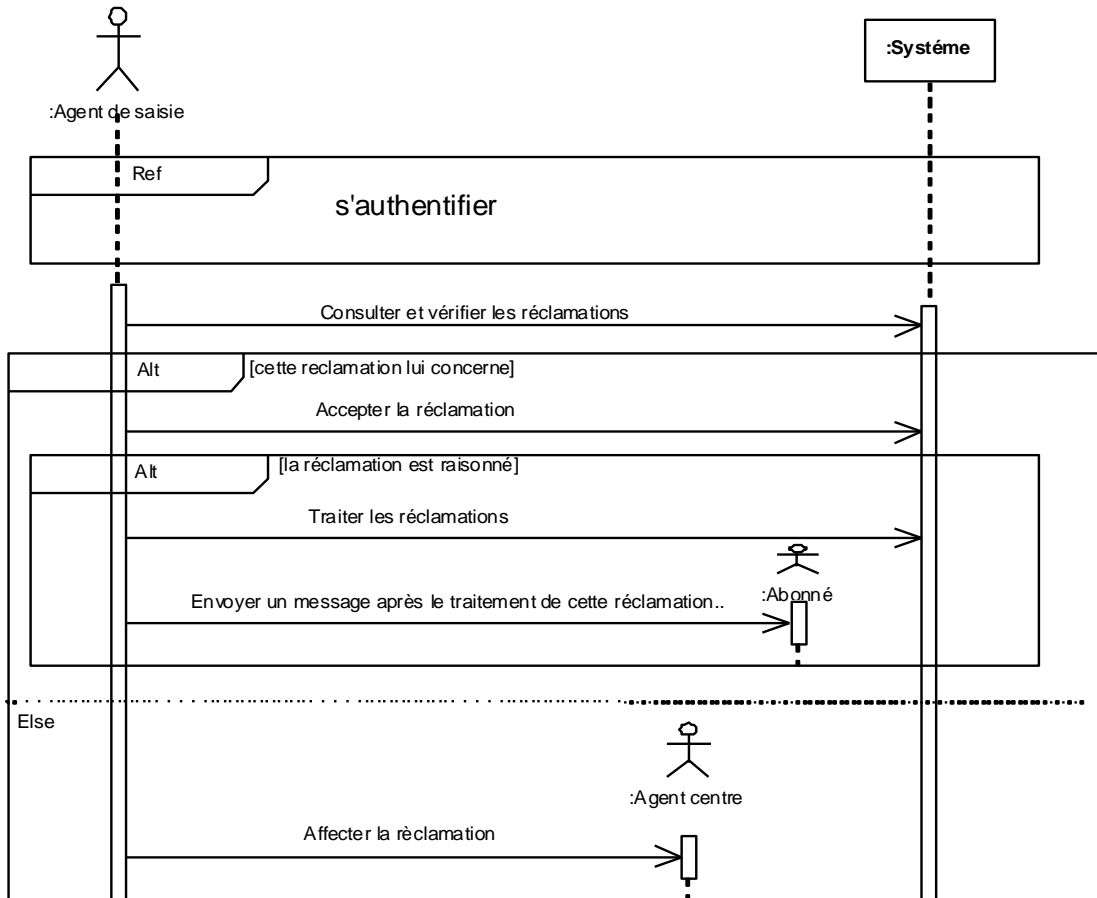 :Agent de saisie
:Systéme
Ref
s'authentifier
Consulter et vérifier les réclamations
Alt
[cette reclamation lui concerne]
Accepter la réclamation
Alt
[la réclamation est raisonné]
Traiter les réclamations
:Abonné
Envoyer un message après le traitement de cette réclamation..
Else
:Agent centre
Affecter la rèclamation